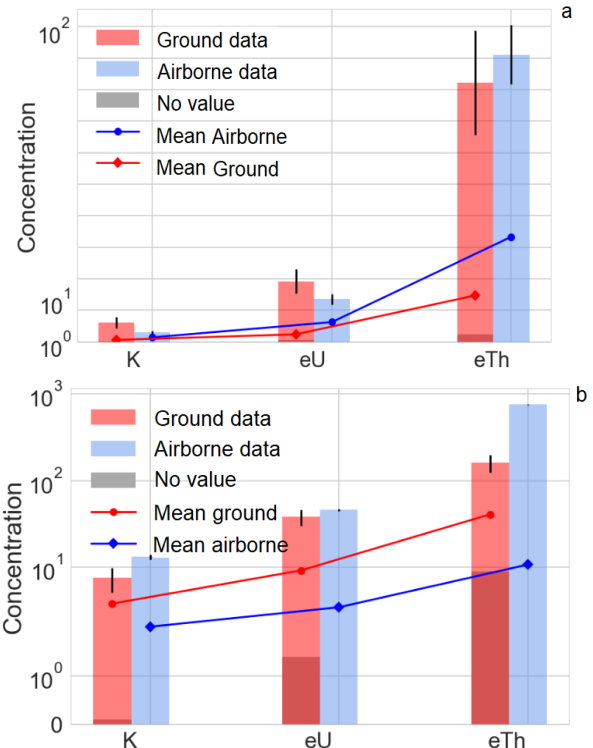 a
10²
Ground data
Airborne data
No value
Mean Airborne
Mean Ground
Concentration
10¹
10⁰
K
eU
eTh
b
10³
Ground data
Airborne data
No value
10²
Mean ground
Mean airborne
Concentration
10¹
10⁰
0
K
eU
eTh